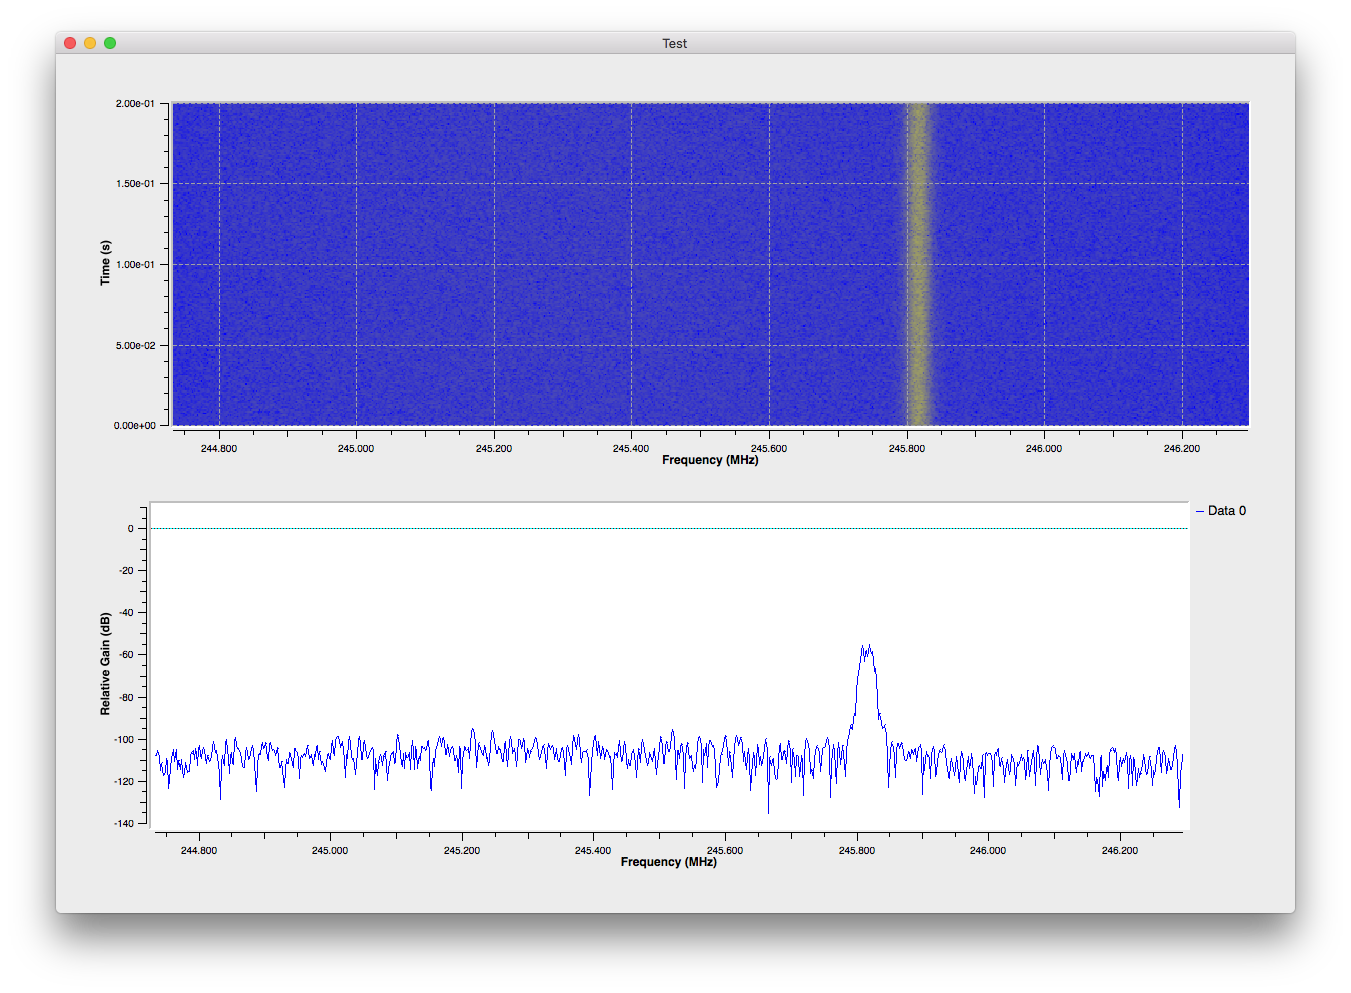 Test
2.00e-01
1.50e-01
1.00e-01
5.00e-02
0.00e+00
Time (s)
244.800 245.000 245.200 245.400 245.600 245.800 246.000 246.200
Frequency (MHz)
Data 0
0
-20
-40
-60
-80
-100
-120
-140
Relative Gain (dB)
244.800 245.000 245.200 245.400 245.600 245.800 246.000 246.200
Frequency (MHz)